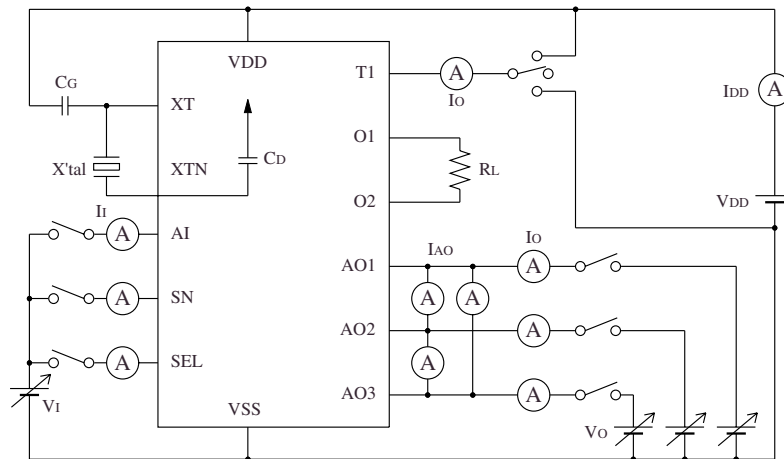 VDD
T1
A
IO
A
IDD
CG
XT
O1
X'tal
XTN
CD
RL
O2
VDD
II
A
AI
IAO
IO
AO1
A
A
SN
A
A
AO2
A
A
SEL
A
AO3
A
VI
VSS
VO